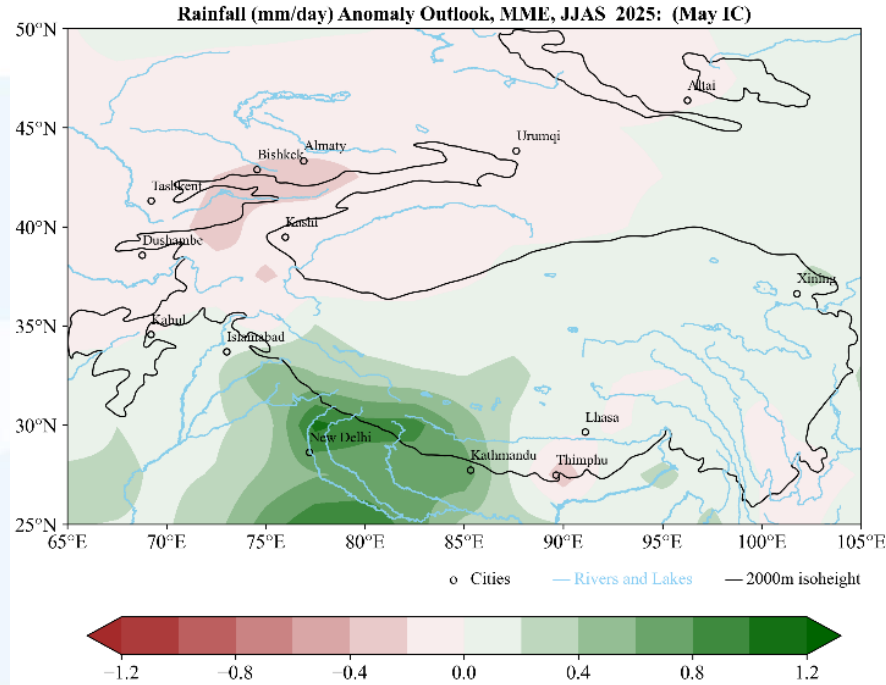 Rainfall (mm/day) Anomaly Outlook, MME, JJAS 2025: (May IC)
50°N
Altai
45°N
Urumqi
Almaty
Bishkek
Tashkent
40°N
Kashi
Dushambe
Xining
35°N
Kabul
Islamabad
30°N
Lhasa
New Delhi
Kathmandu
Thimphu
25°N
65°E 70°E 75°E 80°E 85°E 90°E 95°E 100°E 105°E
Cities Rivers and Lakes 2000m isoheight
−1.2 −0.8 −0.4 0.0 0.4 0.8 1.2